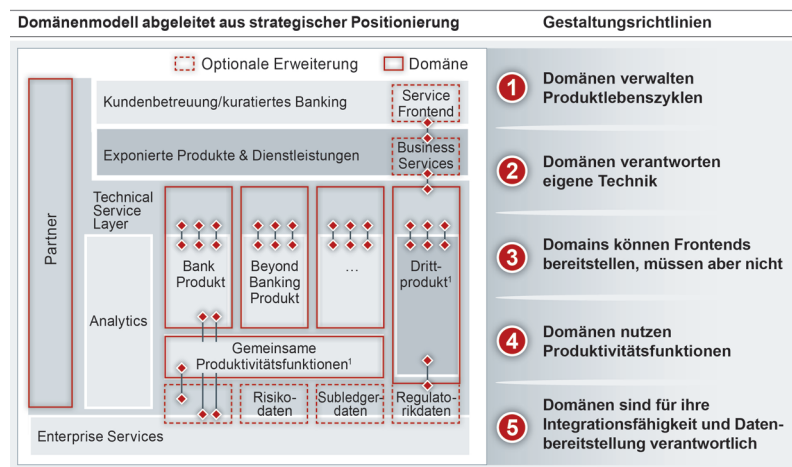 Domänenmodell abgeleitet aus strategischer Positionierung
Gestaltungsrichtlinien
Optionale Erweiterung
Domäne
Partner
Kundenbetreuung/kuratiertes Banking
Service
Frontend
Exponierte Produkte & Dienstleistungen
Business
Services
Technical
Service
Layer
Analytics
Bank
Produkt
Beyond
Banking
Produkt
...
Dritt-
produkt¹
Gemeinsame
Produktivitätsfunktionen¹
Risiko-
daten
Subledger-
daten
Regulato-
rikdaten
Enterprise Services
1
Domänen verwalten
Produktlebenszyklen
2
Domänen verantworten
eigene Technik
3
Domains können Frontends
bereitstellen, müssen aber nicht
4
Domänen nutzen
Produktivitätsfunktionen
5
Domänen sind für ihre
Integrationsfähigkeit und Daten-
bereitstellung verantwortlich